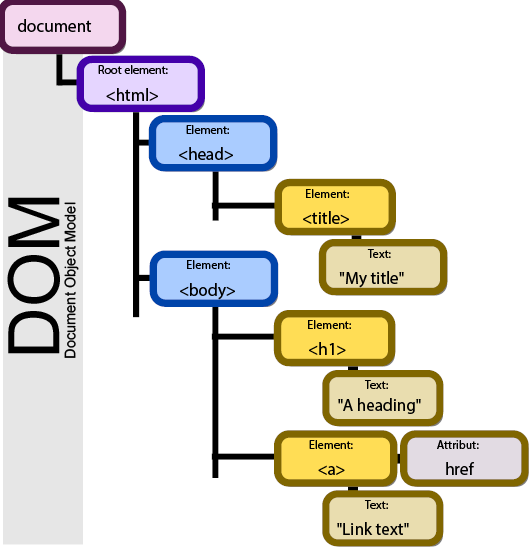 document
Root element:
<html>
Element:
<head>
Element:
<title>
Text:
"My title"
Element:
<body>
Element:
<h1>
Text:
"A heading"
Element:
<a>
Attribut:
href
Text:
"Link text"
DOM
Document Object Model